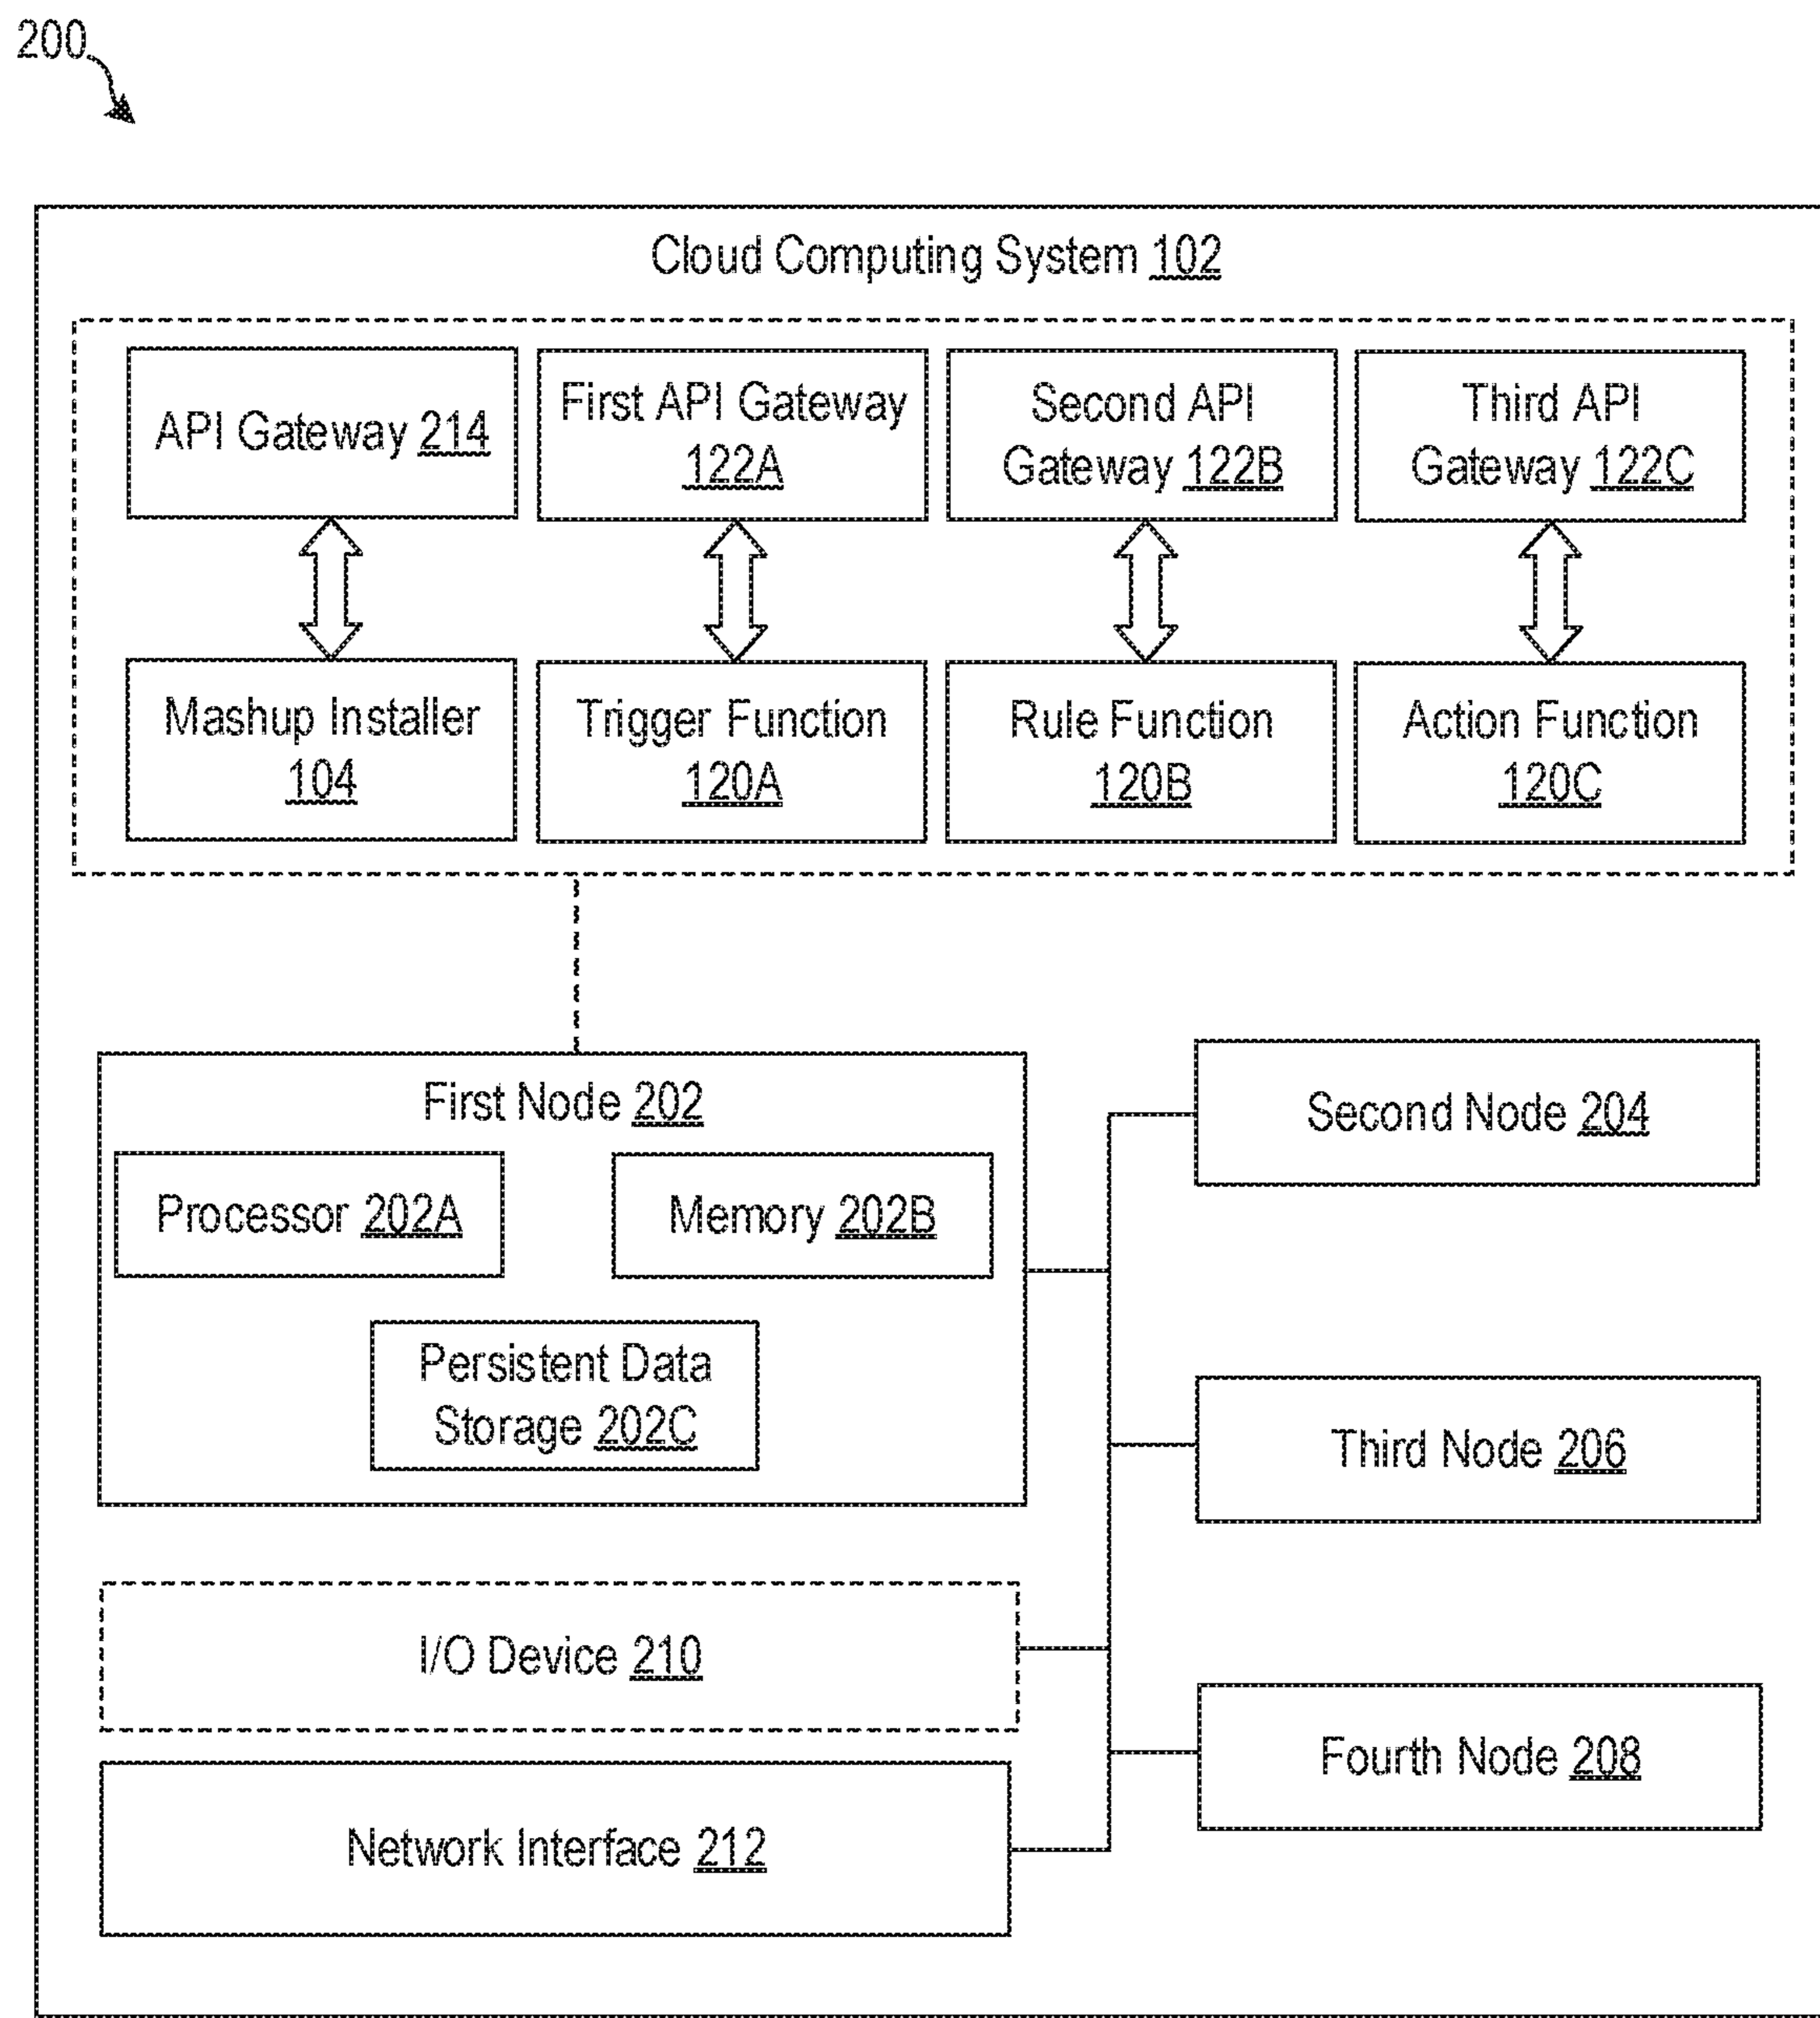 200
Cloud Computing System 102
API Gateway 214
First API Gateway
122A
Second API
Gateway 122B
Third API
Gateway 122C
Mashup Installer
104
Trigger Function
120A
Rule Function
120B
Action Function
120C
First Node 202
Processor 202A
Memory 202B
Persistent Data
Storage 202C
Second Node 204
Third Node 206
I/O Device 210
Fourth Node 208
Network Interface 212